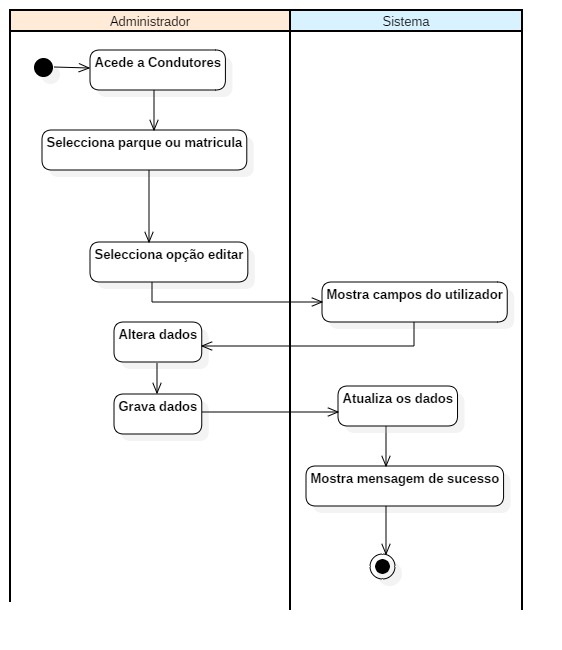 Administrador
Sistema
Acede a Condutores
Selecciona parque ou matricula
Selecciona opção editar
Mostra campos do utilizador
Altera dados
Grava dados
Atualiza os dados
Mostra mensagem de sucesso